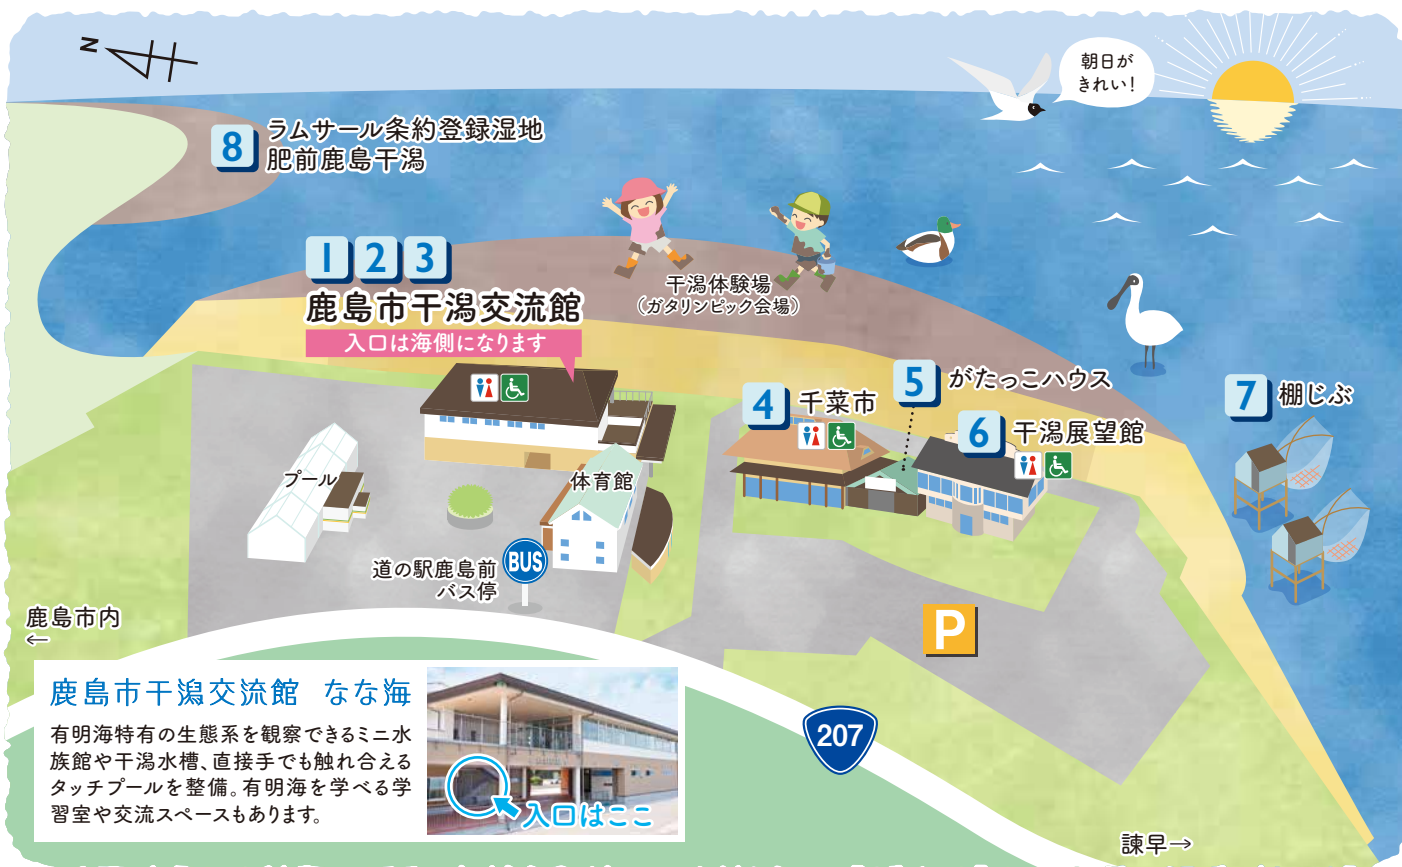 N
朝日が
きれい!
8
ラムサール条約登録湿地
肥前鹿島干潟
1 2 3
鹿島市干潟交流館
入口は海側になります
干潟体験場
(ガタリンピック会場)
4 千菜市
5 がたっこハウス
6 干潟展望館
7 棚じぶ
プール
体育館
道の駅鹿島前
バス停
BUS
鹿島市内
←
P
207
諫早→
鹿島市干潟交流館 なな海
有明海特有の生態系を観察できるミニ水
族館や干潟水槽、直接手でも触れ合える
タッチプールを整備。有明海を学べる学
習室や交流スペースもあります。
入口はここ